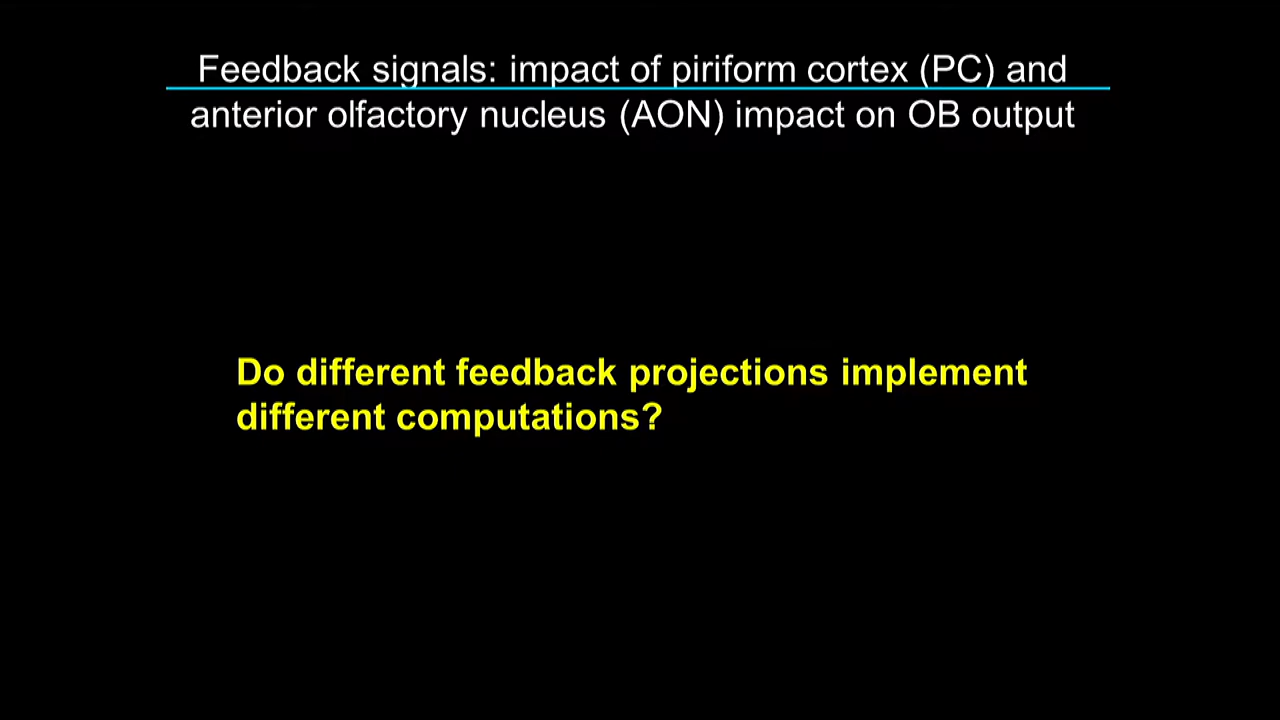 Feedback signals: impact of piriform cortex (PC) and
anterior olfactory nucleus (AON) impact on OB output
Do different feedback projections implement
different computations?